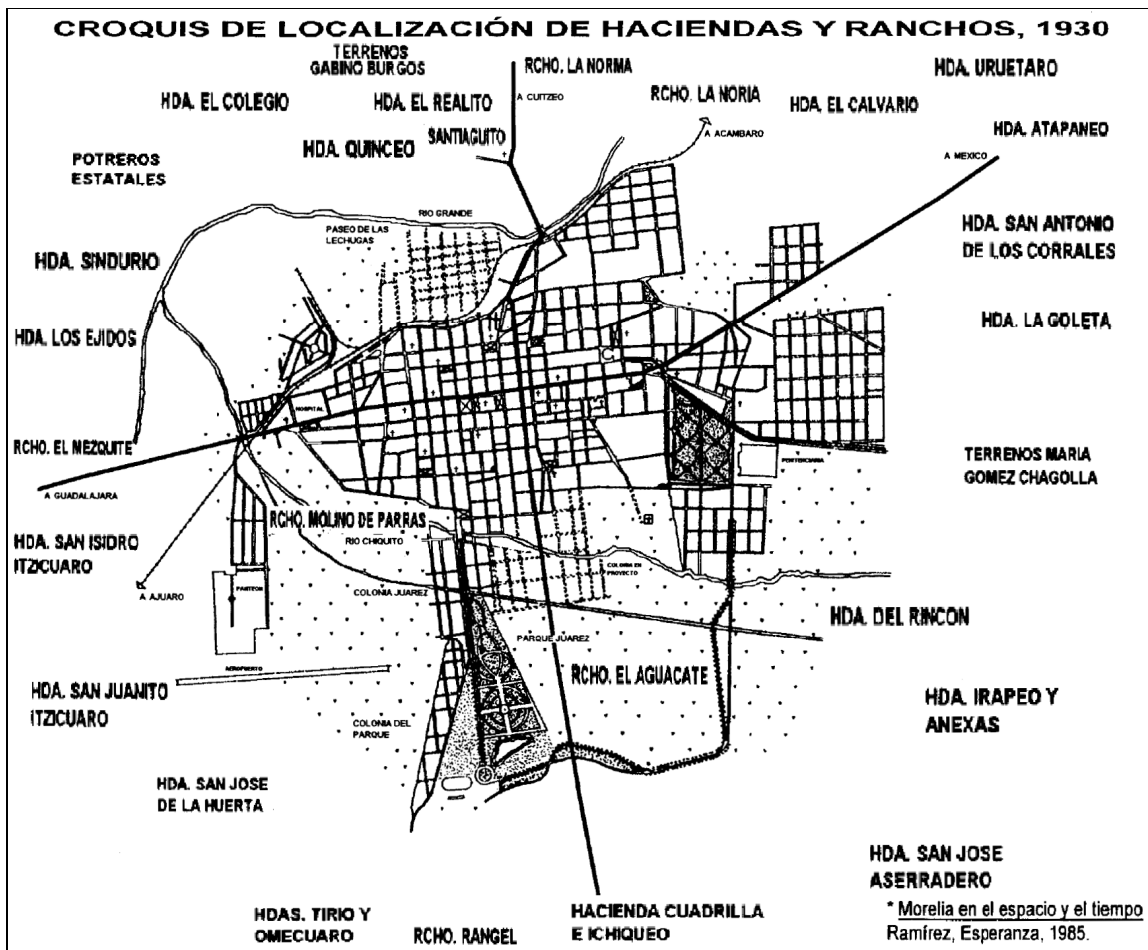 CROQUIS DE LOCALIZACIÓN DE HACIENDAS Y RANCHOS, 1930
TERRENOS
GABINO BURGOS
RCHO. LA NORMA
HDA. URUETARO
HDA. EL COLEGIO
HDA. EL REALITO
A CUITZEO
RCHO. LA NORIA
HDA. EL CALVARIO
SANTIAGUITO
A ACAMBARO
HDA. ATAPANEO
HDA. QUINCEO
A MEXICO
POTREROS
ESTATALES
RIO GRANDE
PASEO DE LAS
LECHUGAS
HDA. SAN ANTONIO
DE LOS CORRALES
HDA. SINDURIO
HDA. LOS EJIDOS
HDA. LA GOLETA
HOSPITAL
RCHO. EL MEZQUITE
PENITENCIARIA
TERRENOS MARIA
GOMEZ CHAGOLLA
A GUADALAJARA
RCHO. MOLINO DE PARRAS
RIO CHIQUITO
HDA. SAN ISIDRO
ITZICUARO
COLONIA EN
PROYECTO
PANTEON
A AJUARO
COLONIA JUAREZ
HDA. DEL RINCON
PARQUE JUAREZ
AEROPUERTO
RCHO. EL AGUACATE
HDA. SAN JUANITO
ITZICUARO
HDA. IRAPEO Y
ANEXAS
COLONIA DEL
PARQUE
HDA. SAN JOSE
DE LA HUERTA
HDA. SAN JOSE
ASERRADERO
HDAS. TIRIO Y
OMECUARO
RCHO. RANGEL
HACIENDA CUADRILLA
E ICHIQUEO
* Morelia en el espacio y el tiempo
Ramírez, Esperanza, 1985.